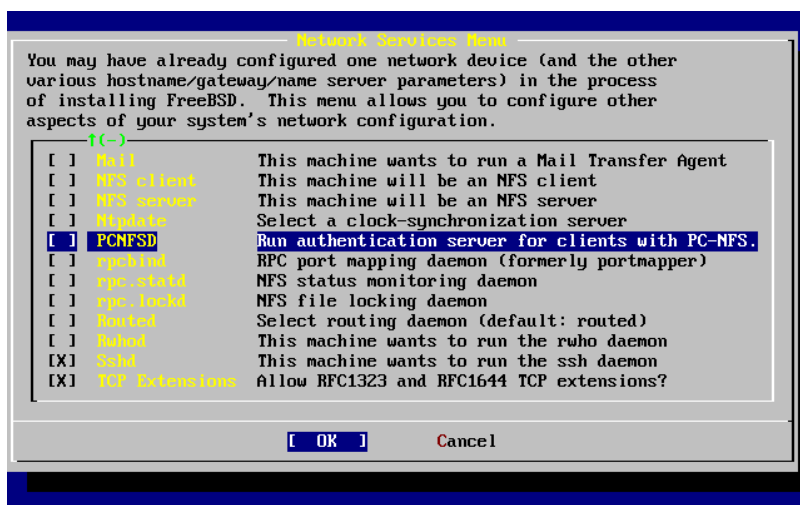 Network Services Menu
You may have already configured one network device (and the other
various hostname/gateway/name server parameters) in the process
of installing FreeBSD.  This menu allows you to configure other
aspects of your system's network configuration.
↑(-)
[ ] Mail This machine wants to run a Mail Transfer Agent
[ ] NFS client This machine will be an NFS client
[ ] NFS server This machine will be an NFS server
[ ] Ntpdate Select a clock-synchronization server
[ ] PCNFSD Run authentication server for clients with PC-NFS.
[ ] rpcbind RPC port mapping daemon (formerly portmapper)
[ ] rpc.statd NFS status monitoring daemon
[ ] rpc.lockd NFS file locking daemon
[ ] Routed Select routing daemon (default: routed)
[ ] Rwhod This machine wants to run the rwho daemon
[X] Sshd This machine wants to run the ssh daemon
[X] TCP Extensions Allow RFC1323 and RFC1644 TCP extensions?
[ OK ] Cancel